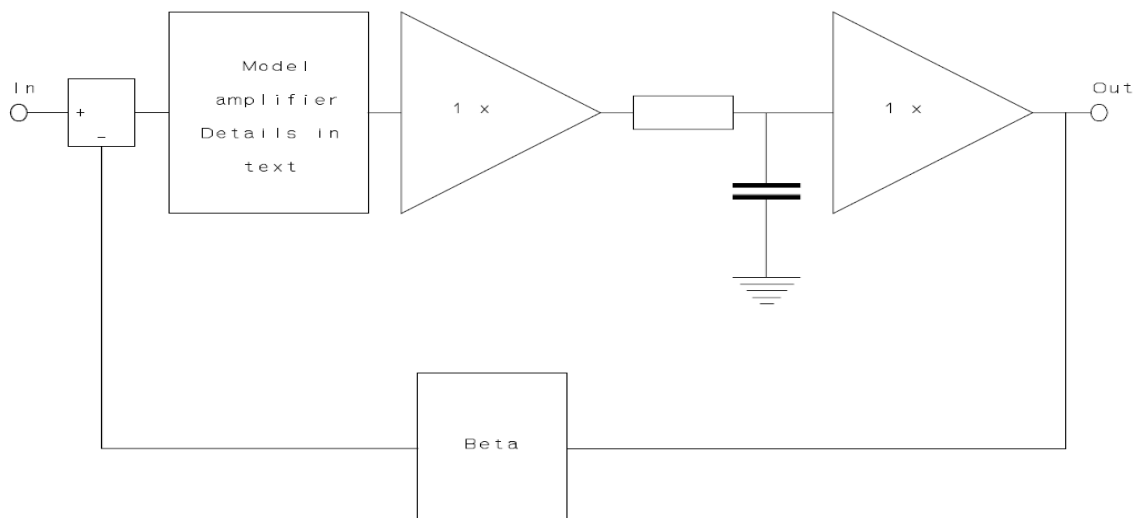 In
+
−
Model
amplifier
Details in
text
1 x
1 x
Out
Beta